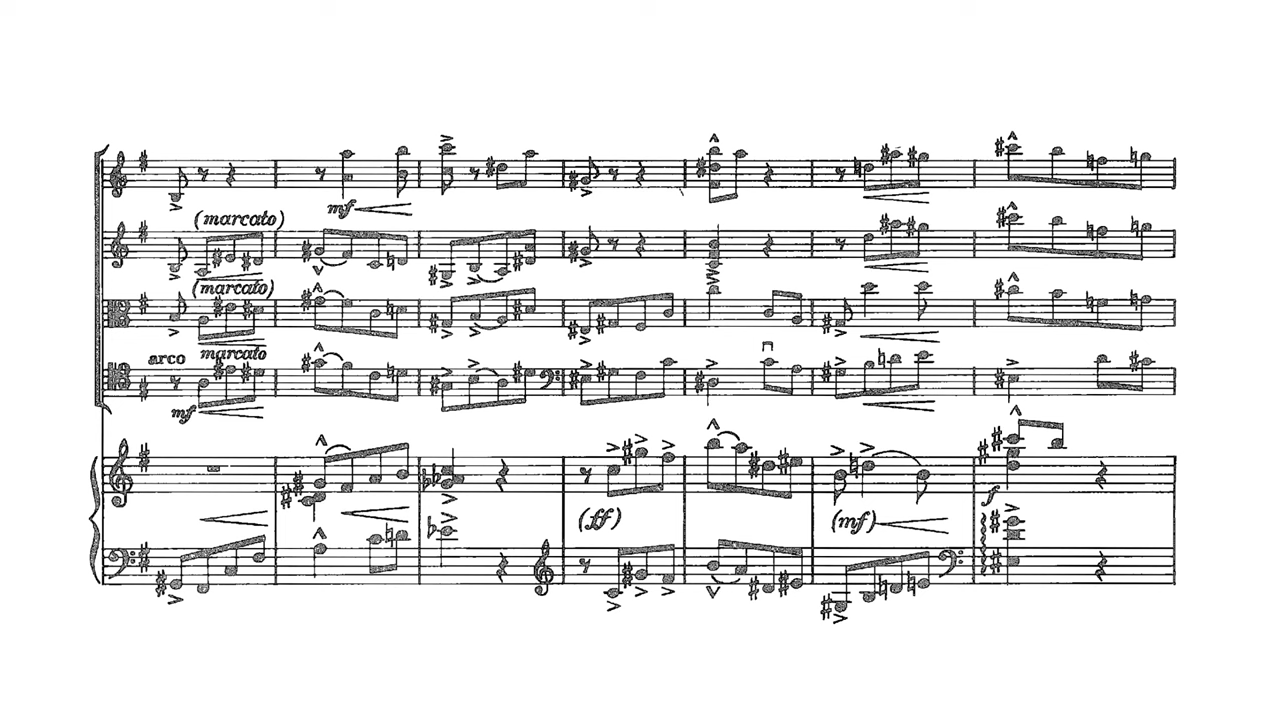 mf
(marcato)
(marcato)
arco marcato
mf
(ff)
(mf)
f